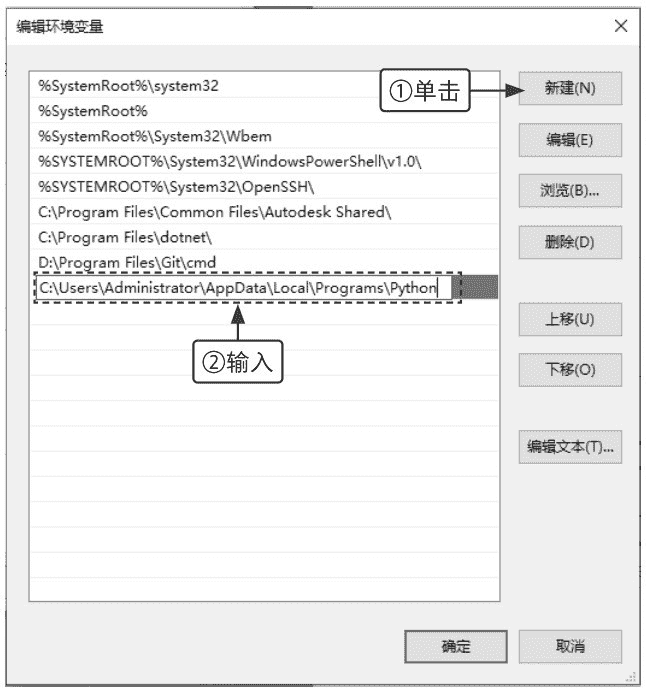 编辑环境变量
%SystemRoot%\system32
%SystemRoot%
%SystemRoot%\System32\Wbem
%SYSTEMROOT%\System32\WindowsPowerShell\v1.0\
%SYSTEMROOT%\System32\OpenSSH\
C:\Program Files\Common Files\Autodesk Shared\
C:\Program Files\dotnet\
D:\Program Files\Git\cmd
C:\Users\Administrator\AppData\Local\Programs\Python
①单击
②输入
新建(N)
编辑(E)
浏览(B)...
删除(D)
上移(U)
下移(O)
编辑文本(T)...
确定
取消